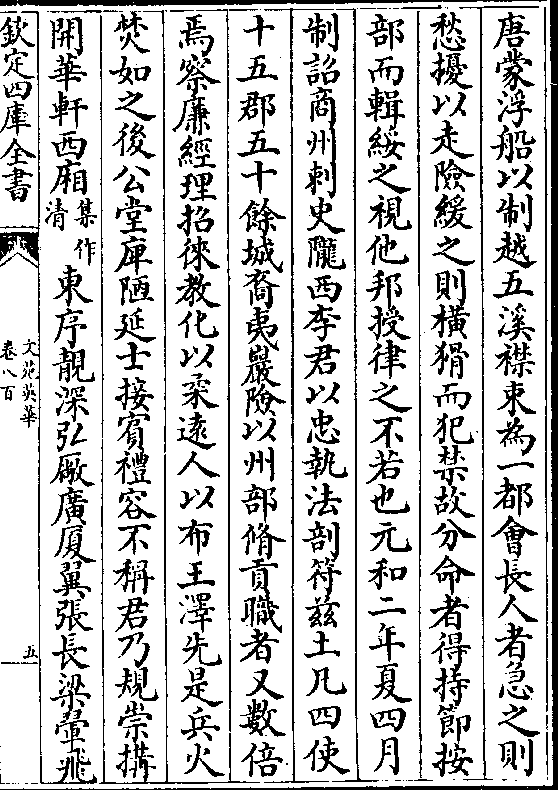 唐蒙浮船以制越五溪襟束為一都會長人者急之則
愁擾以走險緩之則橫猾而犯禁故分命者得持節按
部而輯綏之視他邦授律之不若也元和二年夏四月
制詔商州刺史隴西李君以忠執法剖符兹土凡四使
十五郡五十餘城裔夷巖險以州部脩貢職者又數倍
焉察廉經理招徠教化以柔遠人以布王澤先是兵火
焚如之後公堂庳陋延士接賓禮容不稱君乃規崇搆
開華軒西廂集作清東序靚深弘敞廣厦翼張長梁翬飛
欽定四庫全書
文苑英華
卷八百
五